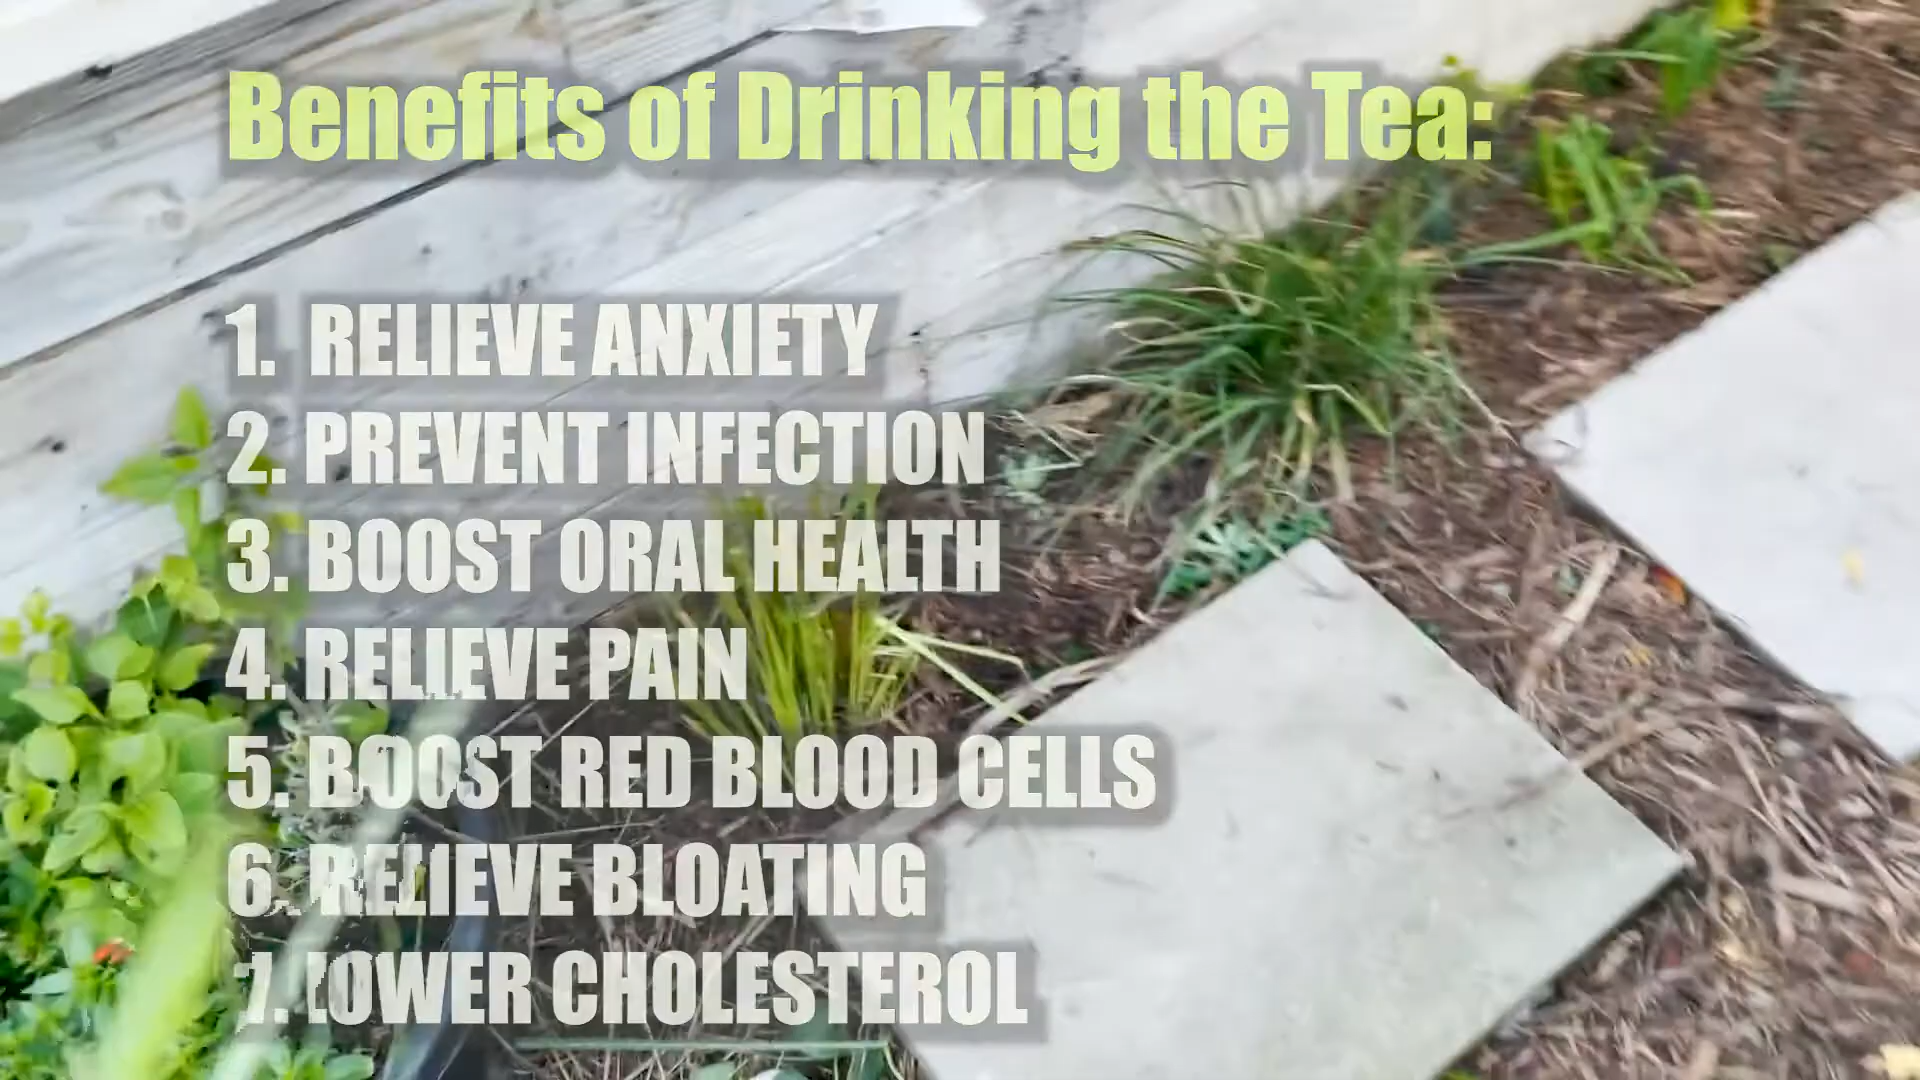 Benefits of Drinking the Tea:
1. RELIEVE ANXIETY
2. PREVENT INFECTION
3. BOOST ORAL HEALTH
4. RELIEVE PAIN
5. BOOST RED BLOOD CELLS
6. RELIEVE BLOATING
7. LOWER CHOLESTEROL